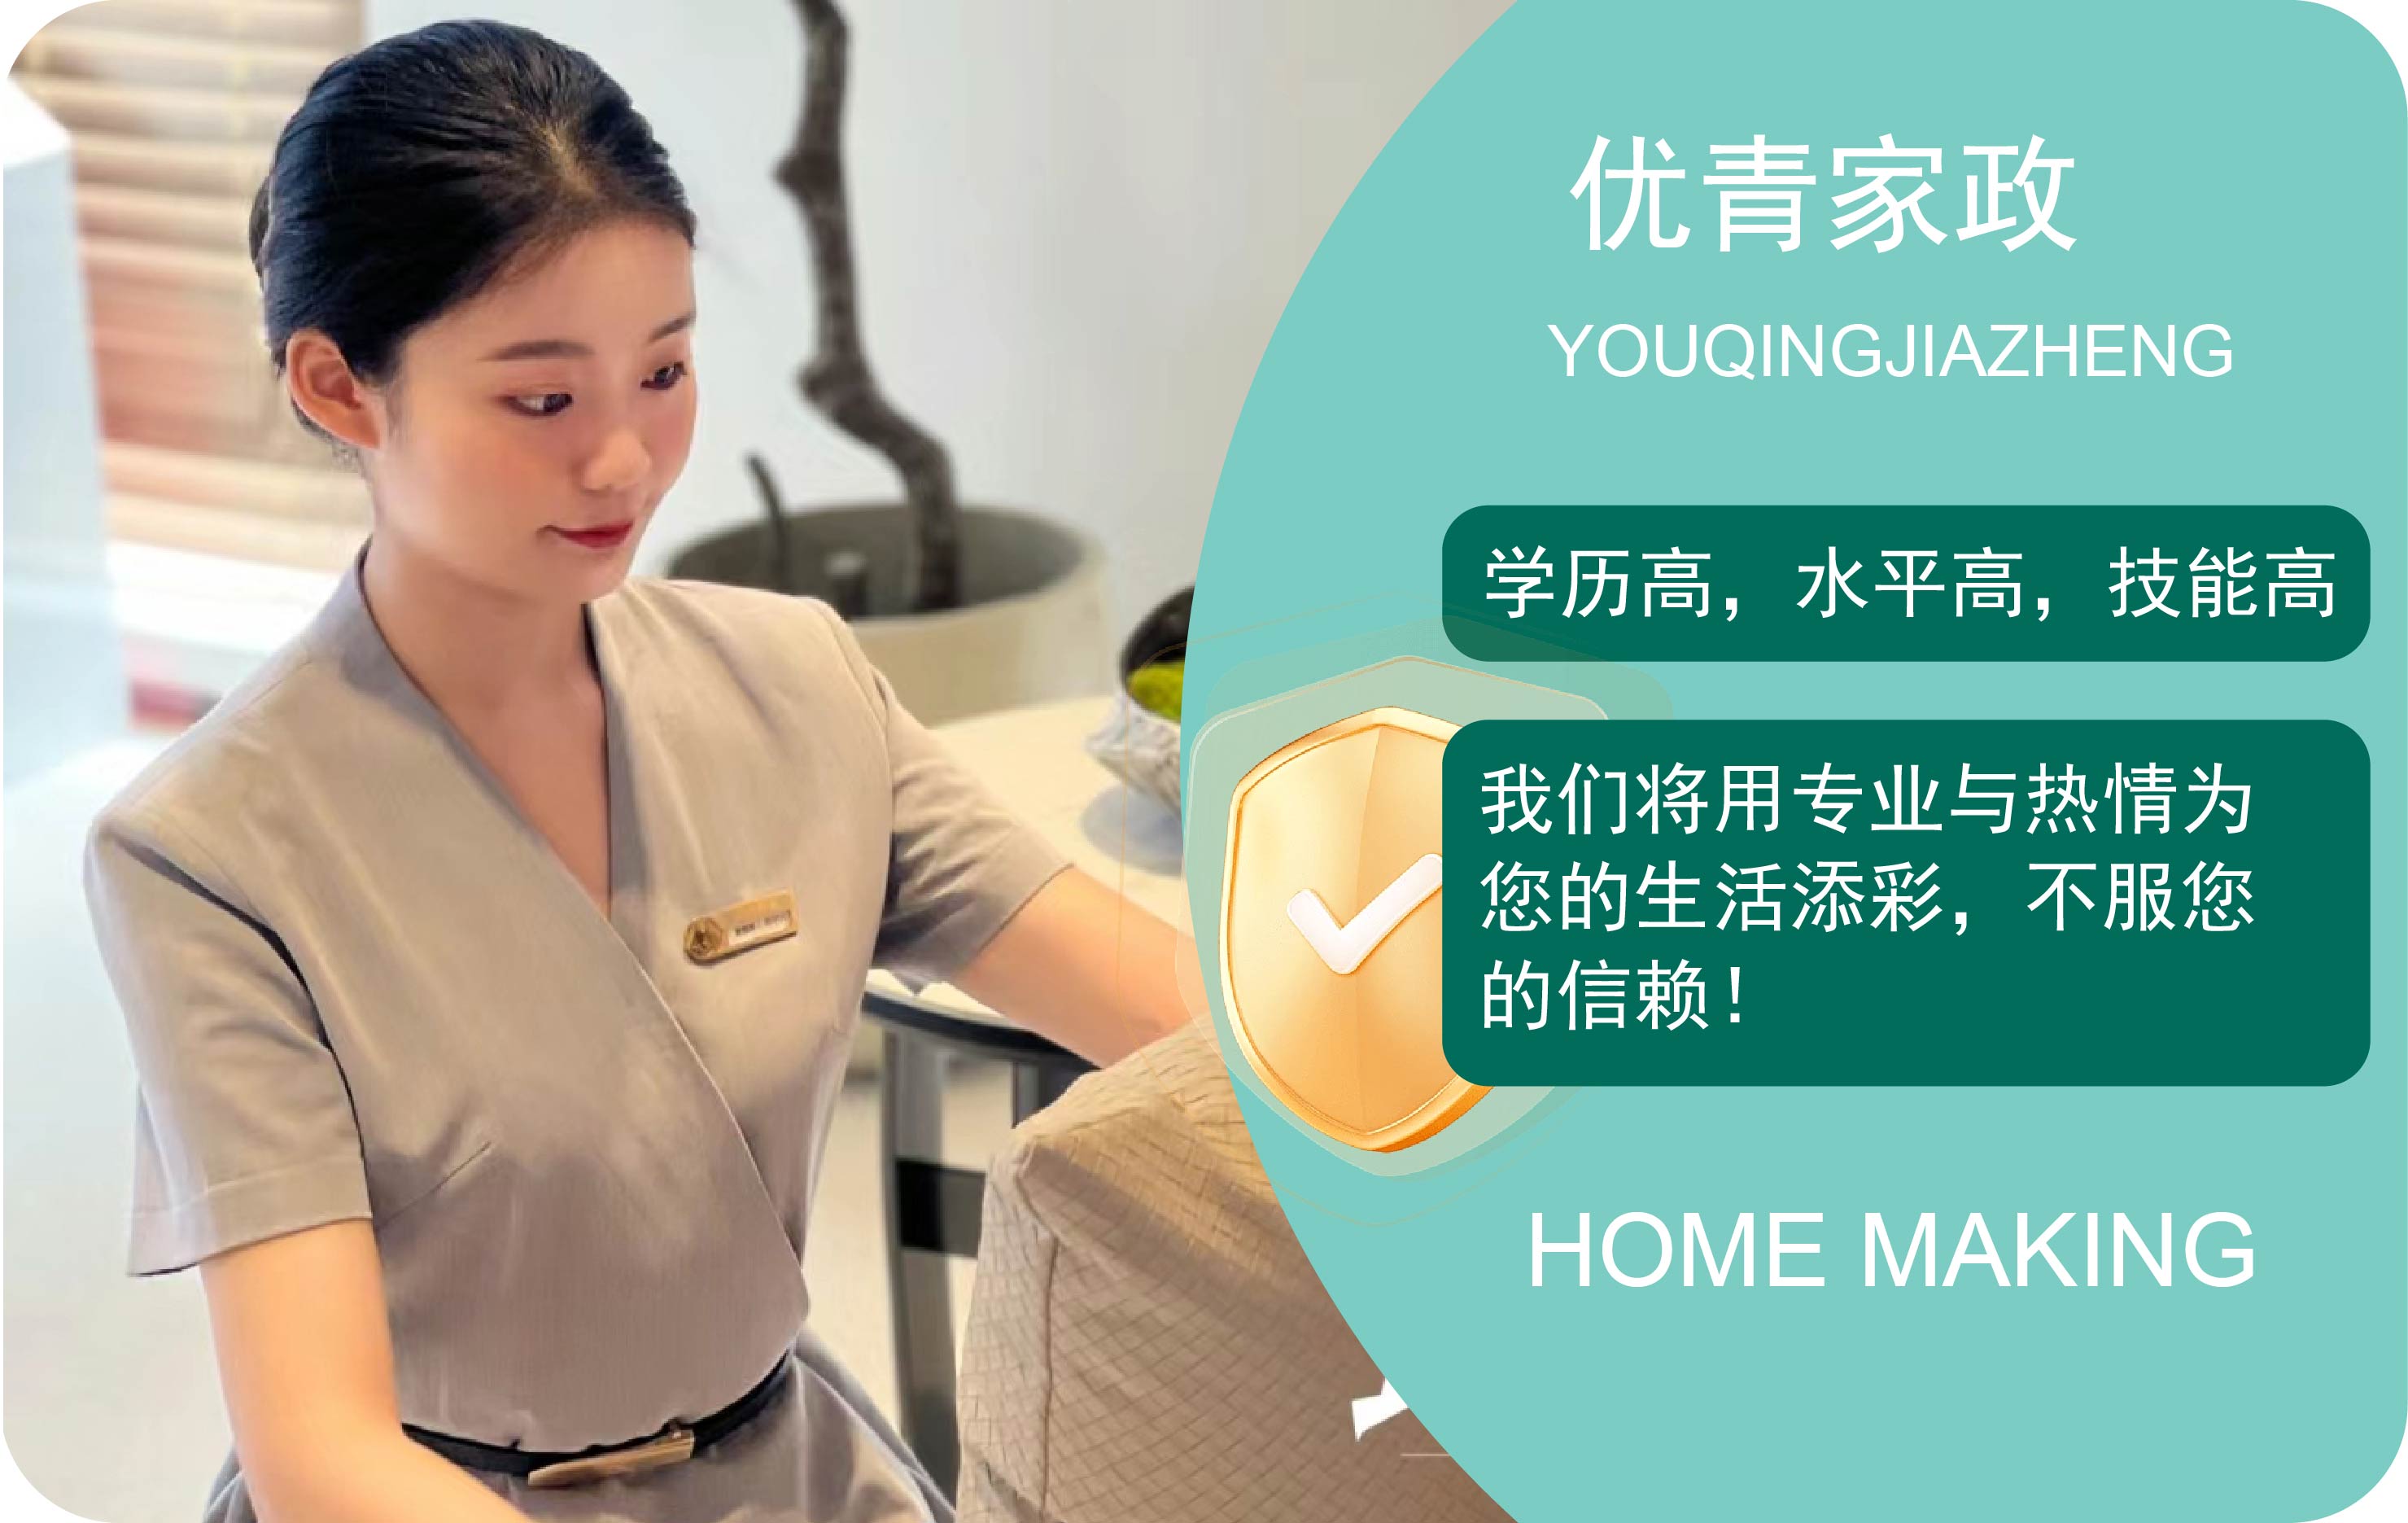 优青家政
YOUQINGJIAZHENG
学历高，水平高，技能高
我们将用专业与热情为
您的生活添彩，不服您
的信赖！
HOME MAKING